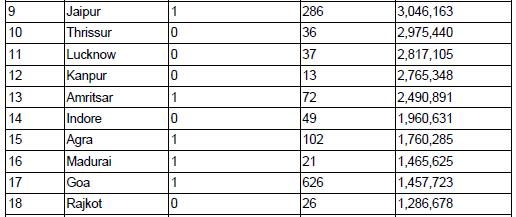 9 Jaipur 1 286 3,046,163
10 Thrissur 0 36 2,975,440
11 Lucknow 0 37 2,817,105
12 Kanpur 0 13 2,765,348
13 Amritsar 1 72 2,490,891
14 Indore 0 49 1,960,631
15 Agra 1 102 1,760,285
16 Madurai 1 21 1,465,625
17 Goa 1 626 1,457,723
18 Rajkot 0 26 1,286,678